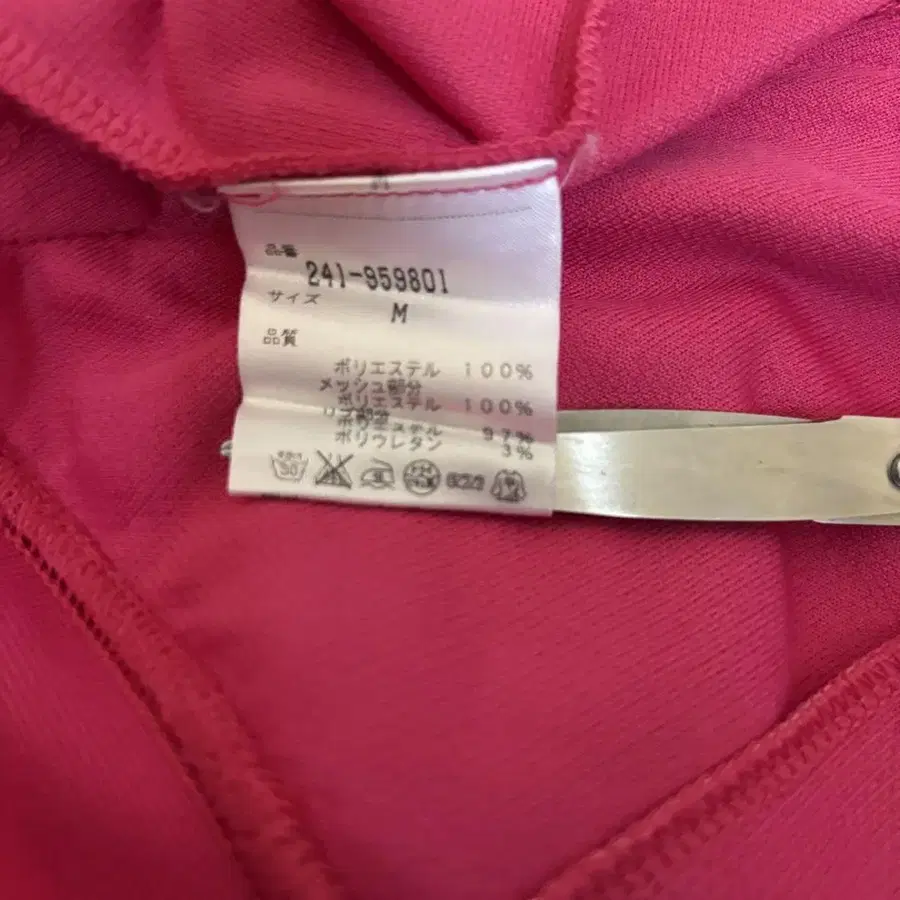 M
品番
241-959801
サイズ
M
品質
ポリエステル 100%
メッシュ部分
ポリエステル 100%
リブ部分
ポリエステル 97%
ポリウレタン 3%
30